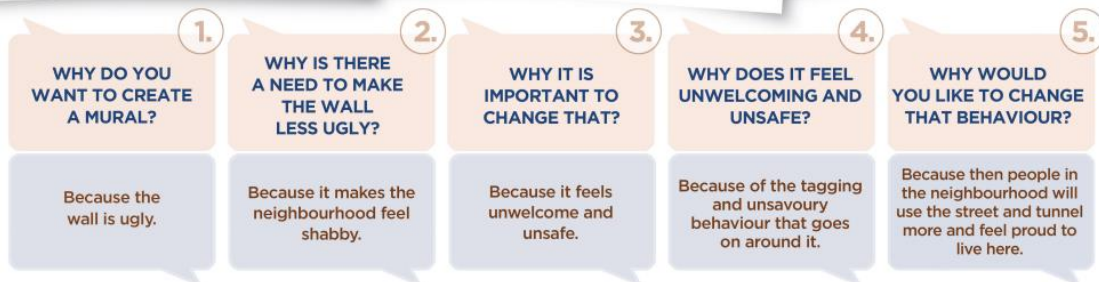 1.
WHY DO YOU
WANT TO CREATE
A MURAL?
Because the
wall is ugly.
2.
WHY IS THERE
A NEED TO MAKE
THE WALL
LESS UGLY?
Because it makes the
neighbourhood feel
shabby.
3.
WHY IT IS
IMPORTANT TO
CHANGE THAT?
Because it feels
unwelcome and
unsafe.
4.
WHY DOES IT FEEL
UNWELCOMING AND
UNSAFE?
Because of the tagging
and unsavoury
behaviour that goes
on around it.
5.
WHY WOULD
YOU LIKE TO CHANGE
THAT BEHAVIOUR?
Because then people in
the neighbourhood will
use the street and tunnel
more and feel proud to
live here.